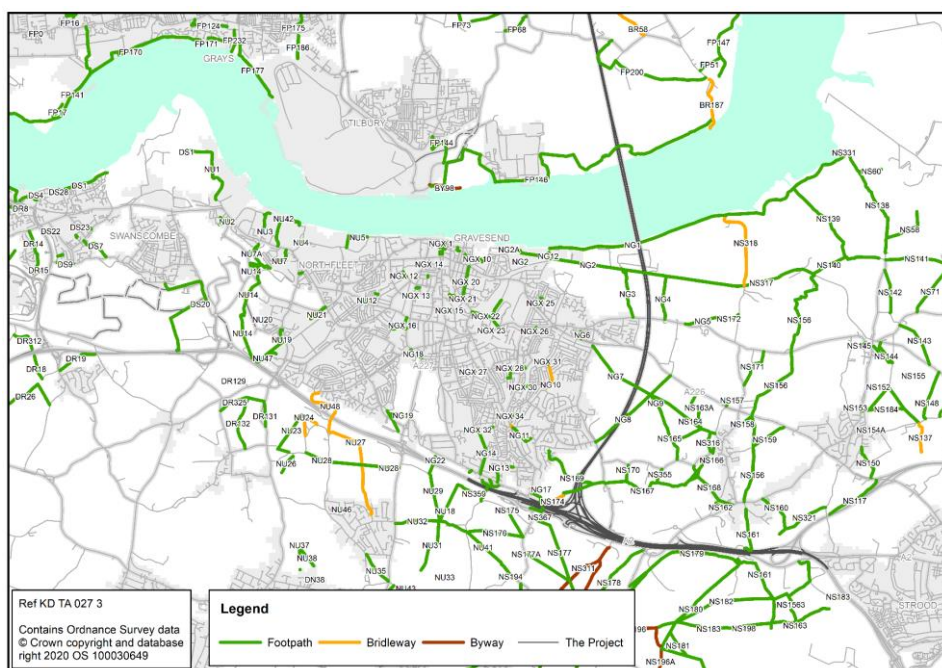 FP16
FP0
FP124
FP171
FP232
FP175
FP186
GRAYS
FP170
FP177
FP141
FP73
FP68
BR58
FP147
FP51
FP200
BR187
TILBURY
FP144
BY98
FP146
DS1
NU1
DS1
DS28
DS4
DR8
DS22
DS23
DS7
DR14
DS9
DR15
SWANSCOMBE
NU2
NU42
NU3
NU4
NU5
NU7A
NU7
NU14
NORTHFLEET
GRAVESEND
NGX 1
NG2A
NG2
NG12
NG2
NG1
NS331
NS60
NS138
NS139
NS56
NS318
NS140
NS141
NS317
NS142
NS71
NGX 14
NGX 10
NGX 12
NGX 20
NGX 13
NGX 21
NGX 15
NGX 22
NGX 25
NGX 23
NGX 26
NU12
NGX 16
NG18
NU21
NU14
NU20
NU14
NU19
NU47
DS20
DR312
DR18
DR19
DR26
NG3
NG4
NG5
NS172
NS156
NG6
NS143
NS145
NS144
NS155
NS152
NS184
NS148
NS153
NS154A
NS137
NS150
NS117
NGX 27
NGX 28
NGX 31
NGX 30
NG10
NGX 34
NG11
NGX 32
NG7
NG9
NG8
A226
NS171
NS156
NS157
NS163A
NS164
NS158
NS159
NS165
NS316
NS166
DR129
DR325
DR131
DR132
NU48
NU24
NU23
NU27
NU26
NU28
NU28
NG19
NG22
NG14
NG13
NU29
NU46
NS359
NG17
NS169
NS174
NS367
NS170
NS355
NS167
NS168
NS156
NS162
NS160
NS321
NS161
NU18
NU32
NS175
NS176
NU31
NU41
NS177A
NS177
NU37
NU38
DN38
NU35
NU33
NS194
NS311
NS178
NS179
A2
NS161
NS182
NS1563
NS180
NS183
NS198
NS163
NS183
STROOD
NS181
NS196A
Ref KD TA 027 3
Contains Ordnance Survey data
© Crown copyright and database
right 2020 OS 100030649
Legend
Footpath
Bridleway
Byway
The Project